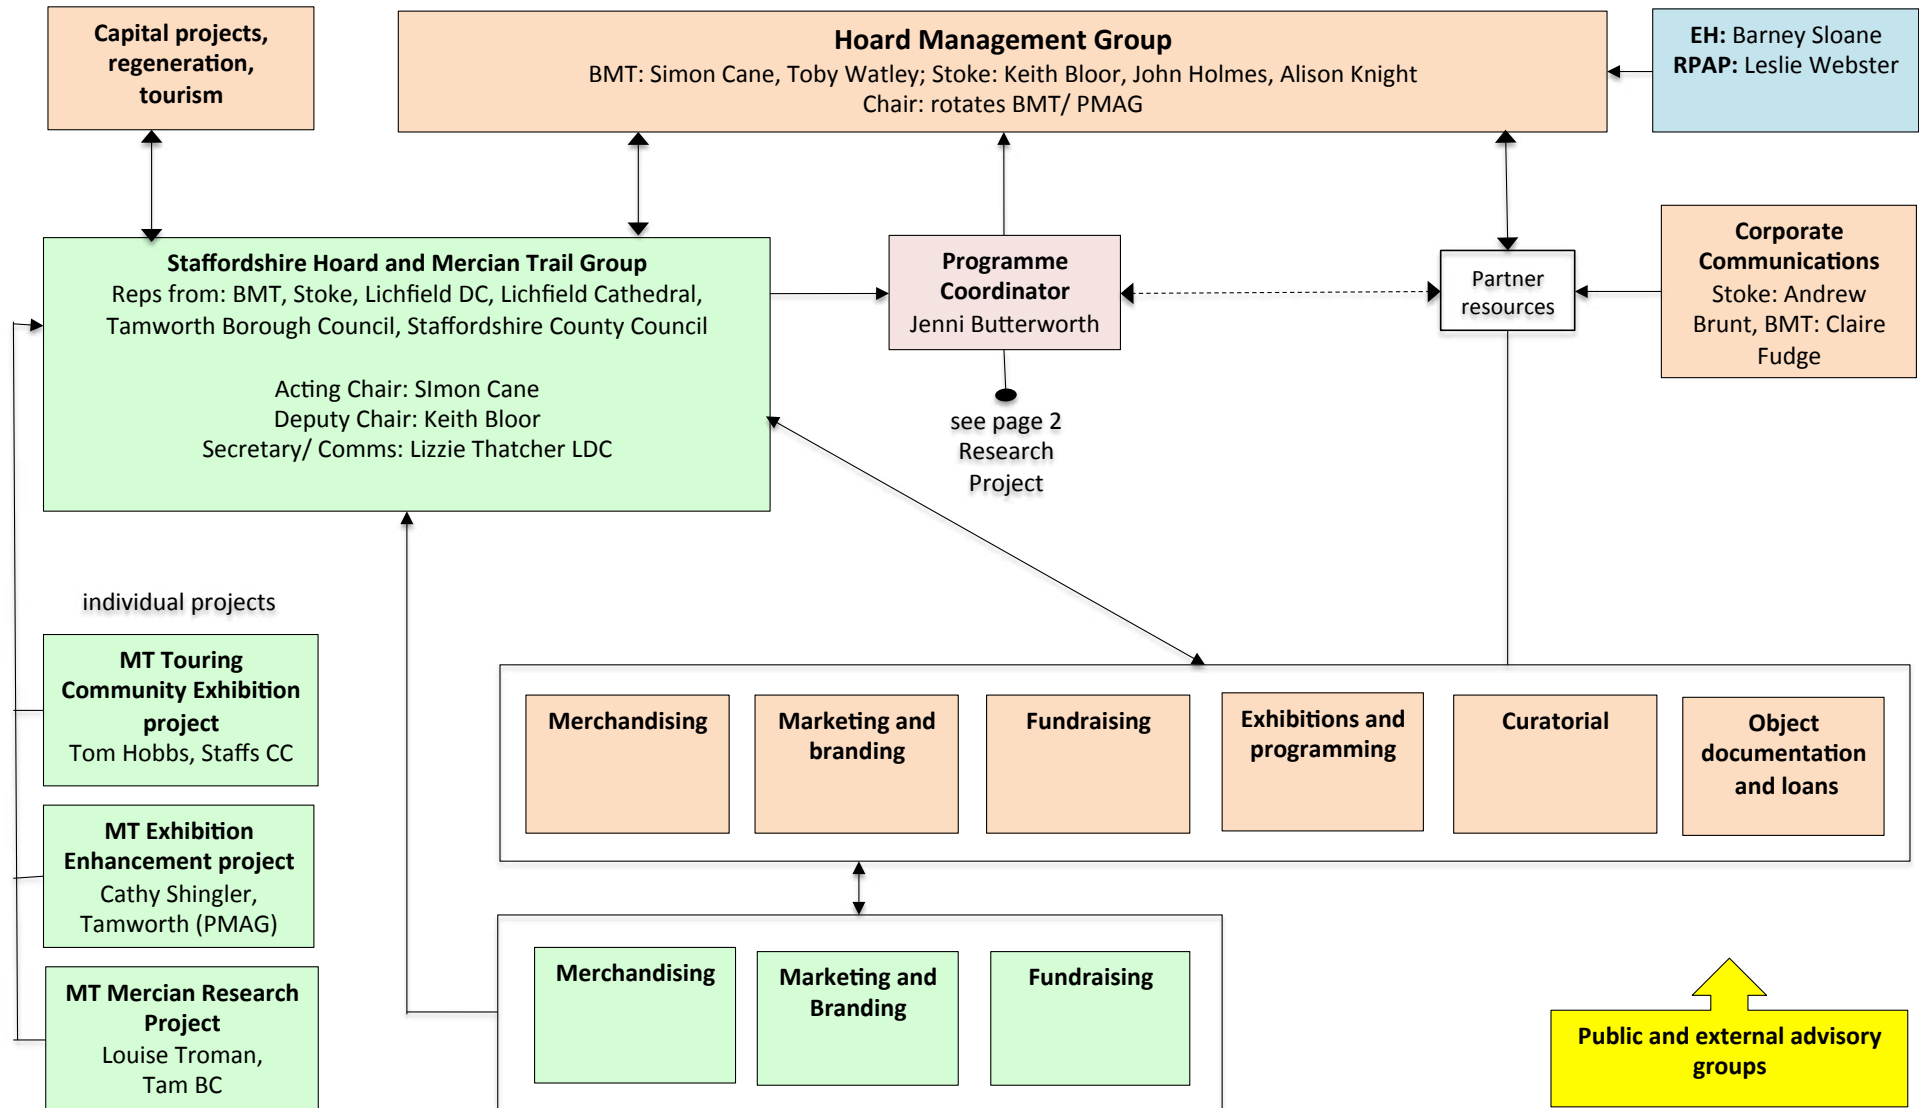 Capital projects,
regeneration,
tourism
Hoard Management Group
BMT: Simon Cane, Toby Watley; Stoke: Keith Bloor, John Holmes, Alison Knight
Chair: rotates BMT/ PMAG
EH: Barney Sloane
RPAP: Leslie Webster
Staffordshire Hoard and Mercian Trail Group
Reps from: BMT, Stoke, Lichfield DC, Lichfield Cathedral,
Tamworth Borough Council, Staffordshire County Council
Acting Chair: SImon Cane
Deputy Chair: Keith Bloor
Secretary/ Comms: Lizzie Thatcher LDC
Programme
Coordinator
Jenni Butterworth
see page 2
Research
Project
Partner
resources
Corporate
Communications
Stoke: Andrew
Brunt, BMT: Claire
Fudge
individual projects
MT Touring
Community Exhibition
project
Tom Hobbs, Staffs CC
MT Exhibition
Enhancement project
Cathy Shingler,
Tamworth (PMAG)
MT Mercian Research
Project
Louise Troman,
Tam BC
Merchandising
Marketing and
branding
Fundraising
Exhibitions and
programming
Curatorial
Object
documentation
and loans
Merchandising
Marketing and
Branding
Fundraising
Public and external advisory
groups